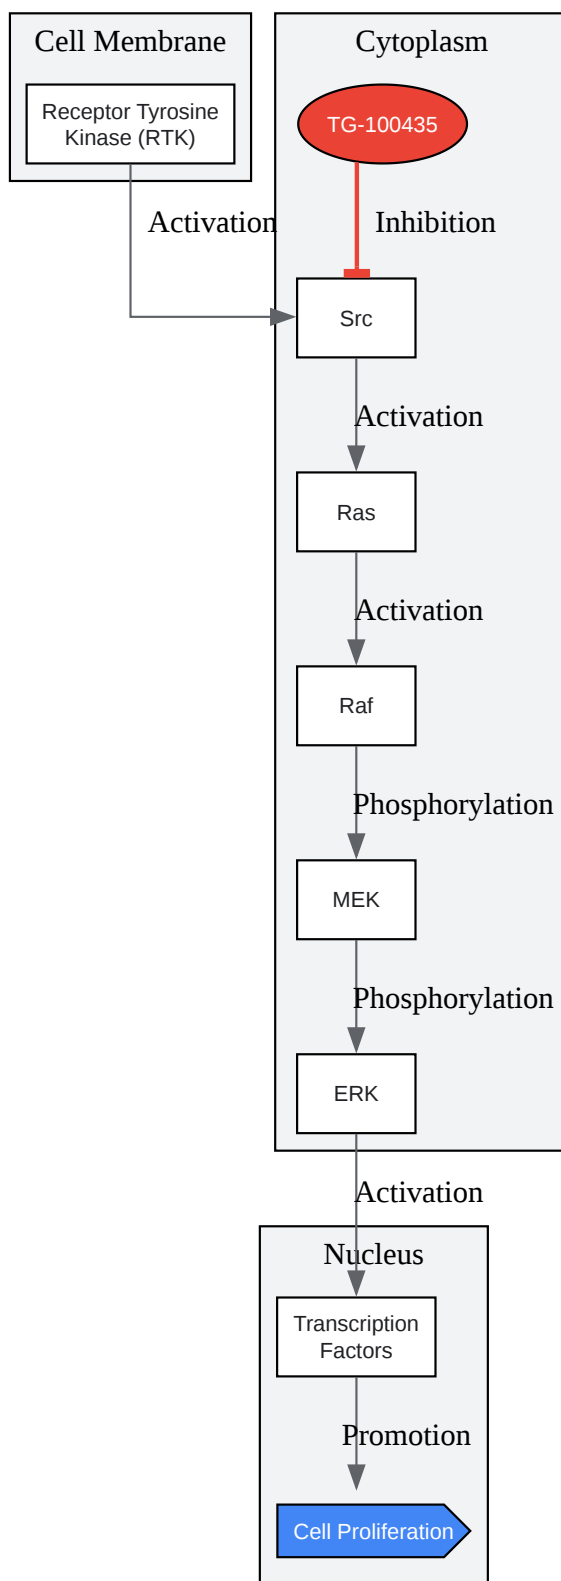 Cell Membrane
Receptor Tyrosine
Kinase (RTK)
Cytoplasm
TG-100435
Activation
Inhibition
Src
Activation
Ras
Activation
Raf
Phosphorylation
MEK
Phosphorylation
ERK
Activation
Nucleus
Transcription
Factors
Promotion
Cell Proliferation